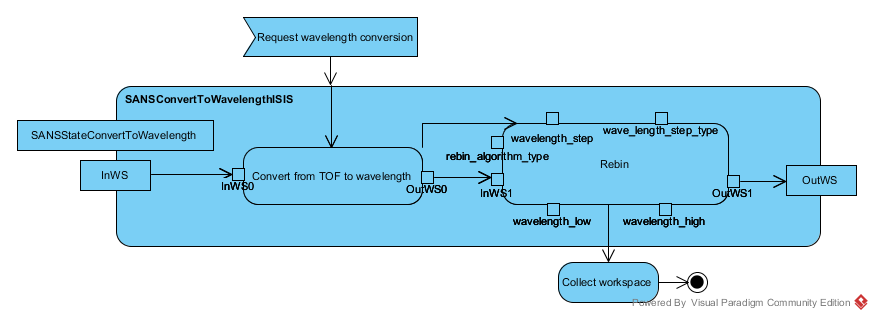 Request wavelength conversion
SANSConvertToWavelengthISIS
SANSStateConvertToWavelength
wavelength_step
wave_length_step_type
rebin_algorithm_type
Rebin
InWS
InWS0
Convert from TOF to wavelength
OutWS0
InWS1
OutWS1
OutWS
wavelength_low
wavelength_high
Collect workspace
Powered By Visual Paradigm Community Edition